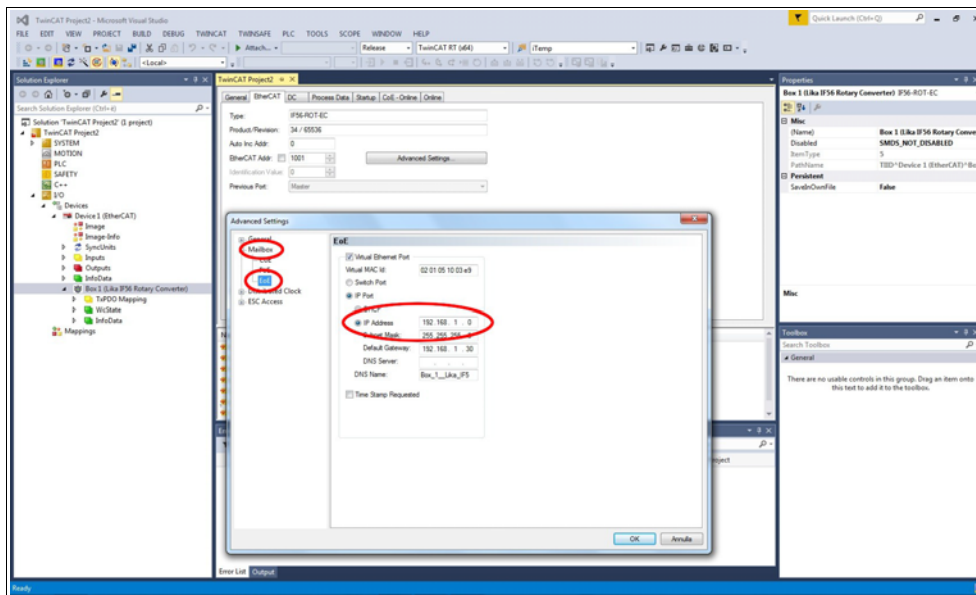 TwinCAT Project2 - Microsoft Visual Studio
Quick Launch (Ctrl+Q)
FILE EDIT VIEW PROJECT BUILD DEBUG TWINCAT TWINSAFE PLC TOOLS SCOPE WINDOW HELP
Attach... Release TwinCAT RT (x64) iTemp
<Local>
Solution Explorer
Search Solution Explorer (Ctrl+è)
Solution 'TwinCAT Project2' (1 project)
TwinCAT Project2
SYSTEM
MOTION
PLC
SAFETY
C++
I/O
Devices
Device 1 (EtherCAT)
Image
Image-Info
SyncUnits
Inputs
Outputs
InfoData
Box 1 (Lika IF56 Rotary Converter)
TxPDO Mapping
WcState
InfoData
Mappings
TwinCAT Project2
General EtherCAT DC Process Data Startup CoE - Online Online
Type: IF56-ROT-EC
Product/Revision: 34 / 65536
Auto Inc Addr: 0
EtherCAT Addr: 1001 Advanced Settings...
Identification Value: 0
Previous Port: Master
Advanced Settings
General
Mailbox
CoE
FoE
EoE
Distributed Clock
ESC Access
EoE
Virtual Ethernet Port
Virtual MAC Id: 02 01 05 10 03 e9
Switch Port
IP Port
DHCP
IP Address 192.168. 1 . 0
Subnet Mask: 255.255.255. 0
Default Gateway: 192.168. 1 . 30
DNS Server:
DNS Name: Box_1__Lika_IF5
Time Stamp Requested
OK Annulla
Error List Output
Properties
Box 1 (Lika IF56 Rotary Converter) IF56-ROT-EC
Misc
(Name) Box 1 (Lika IF56 Rotary Conve
Disabled SMDS_NOT_DISABLED
ItemType 5
PathName TIID^Device 1 (EtherCAT)^Bo
Persistent
SaveInOwnFile False
Misc
Toolbox
Search Toolbox
General
There are no usable controls in this group. Drag an item onto
this text to add it to the toolbox.
Ready